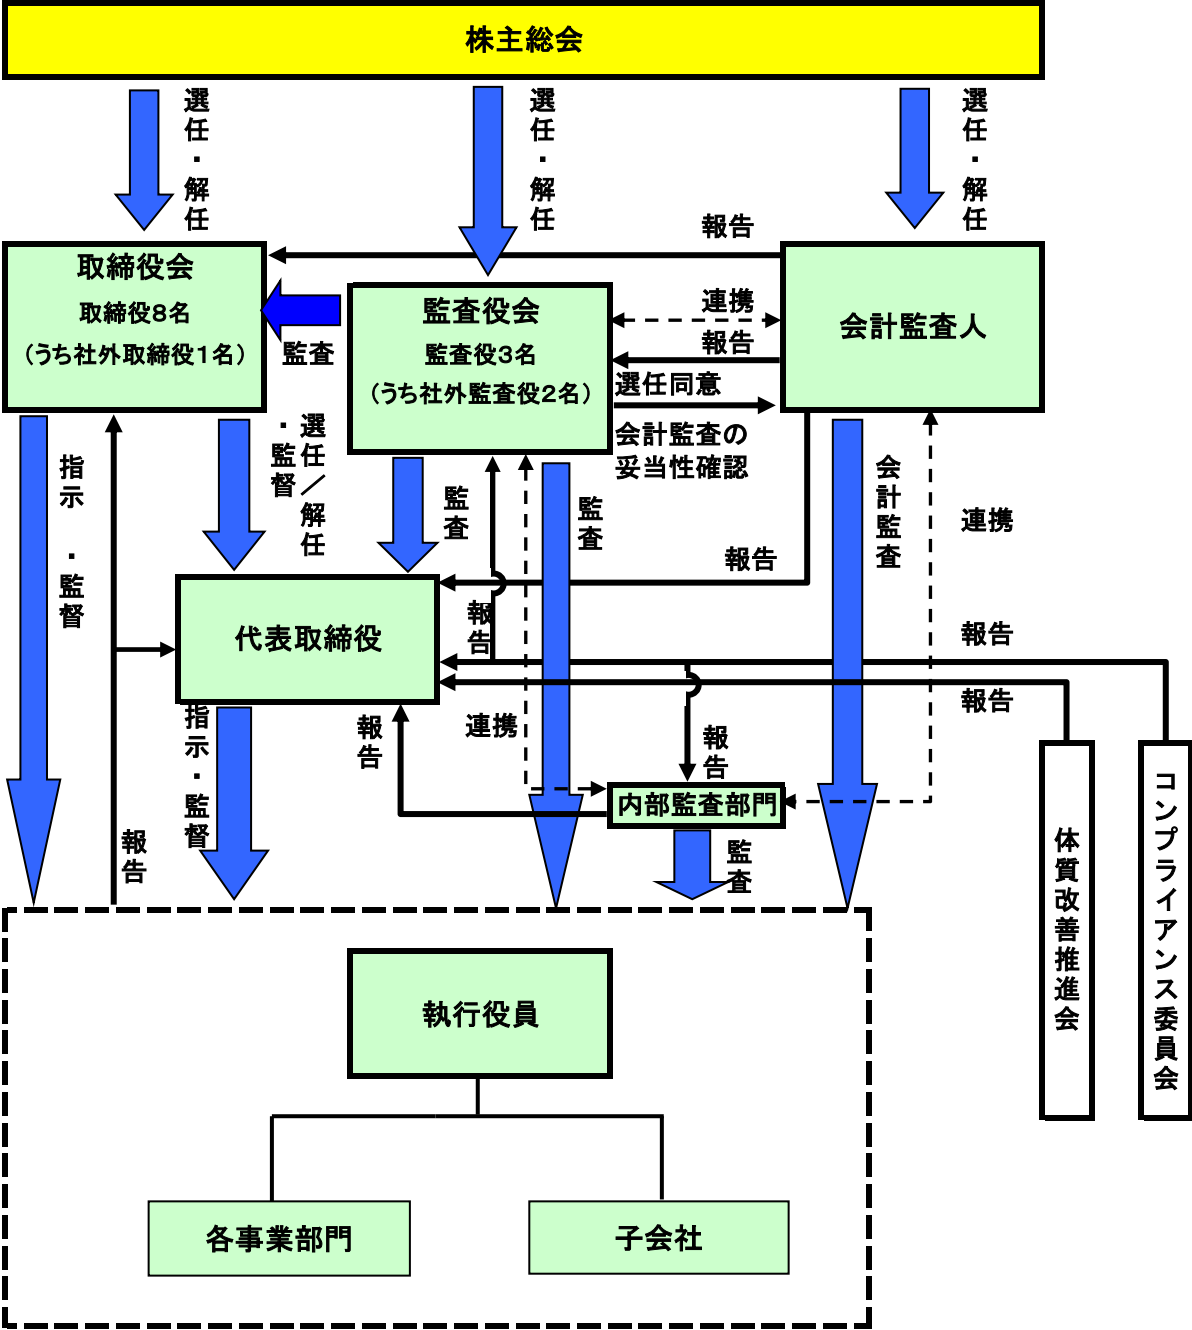 株主総会
選任・解任
選任・解任
選任・解任
報告
取締役会
取締役8名
（うち社外取締役1名）
監査
監査役会
監査役3名
（うち社外監査役2名）
連携
報告
選任同意
会計監査の
妥当性確認
会計監査人
指示・監督
選任／解任
・監督
監査
監査
会計監査
連携
報告
代表取締役
報告
報告
報告
指示・監督
報告
連携
報告
内部監査部門
監査
報告
体質改善推進会
コンプライアンス委員会
執行役員
各事業部門
子会社